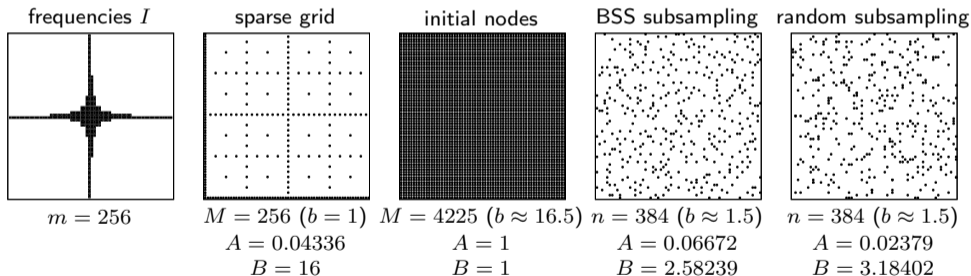 frequencies I
m = 256
sparse grid
M = 256 (b = 1)
A = 0.04336
B = 16
initial nodes
M = 4225 (b ≈ 16.5)
A = 1
B = 1
BSS subsampling
n = 384 (b ≈ 1.5)
A = 0.06672
B = 2.58239
random subsampling
n = 384 (b ≈ 1.5)
A = 0.02379
B = 3.18402